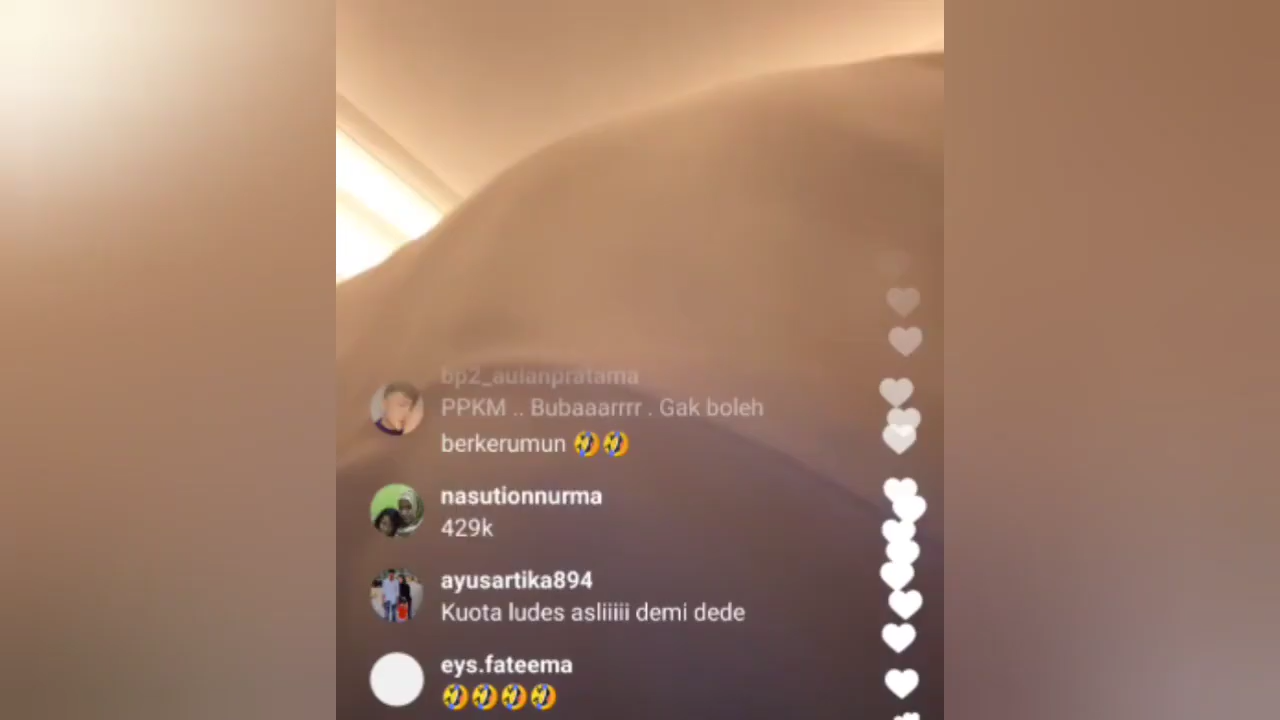 bp2_aulanpratama
PPKM .. Bubaaarrrr . Gak boleh
berkerumun 🤣🤣
nasutionnurma
429k
ayusartika894
Kuota ludes asliiiii demi dede
eys.fateema
🤣🤣🤣🤣